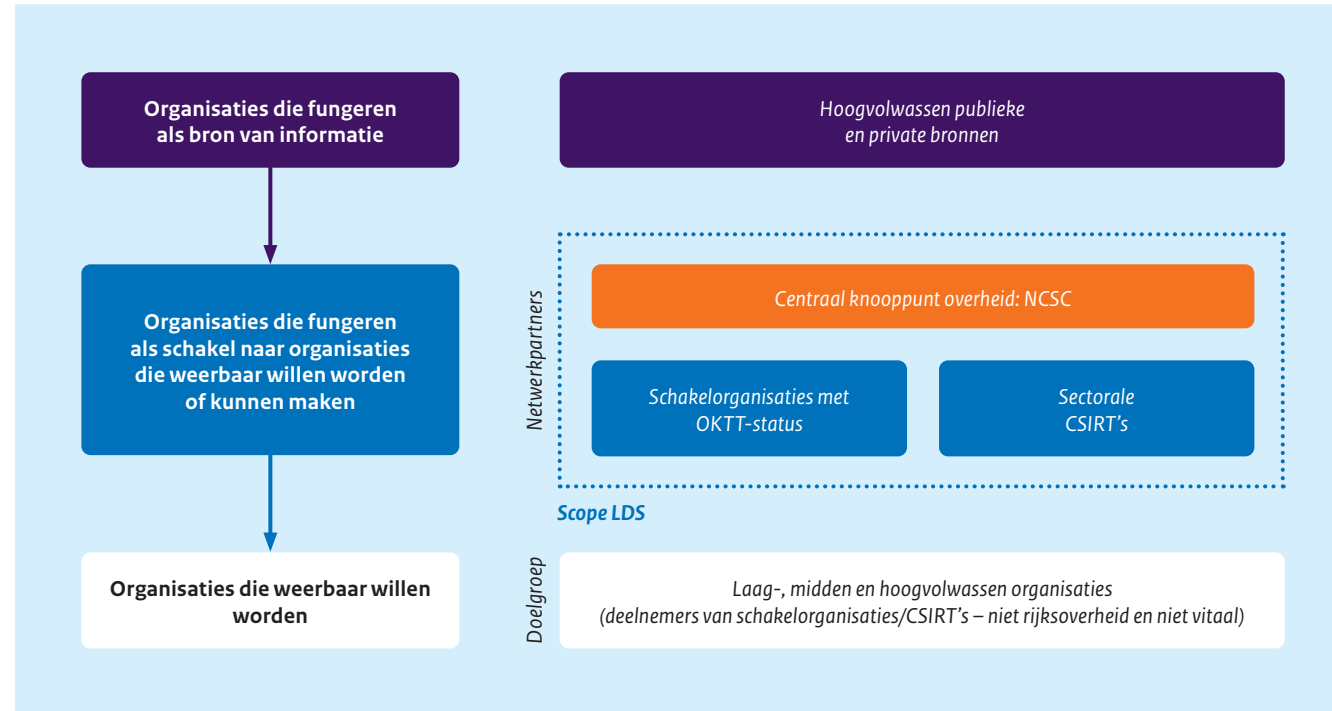 Organisaties die fungeren
als bron van informatie
Hoogvolwassen publieke
en private bronnen
Organisaties die fungeren
als schakel naar organisaties
die weerbaar willen worden
of kunnen maken
Netwerkpartners
Centraal knooppunt overheid: NCSC
Schakelorganisaties met
OKTT-status
Sectorale
CSIRT’s
Scope LDS
Organisaties die weerbaar willen
worden
Doelgroep
Laag-, midden en hoogvolwassen organisaties
(deelnemers van schakelorganisaties/CSIRT’s – niet rijksoverheid en niet vitaal)